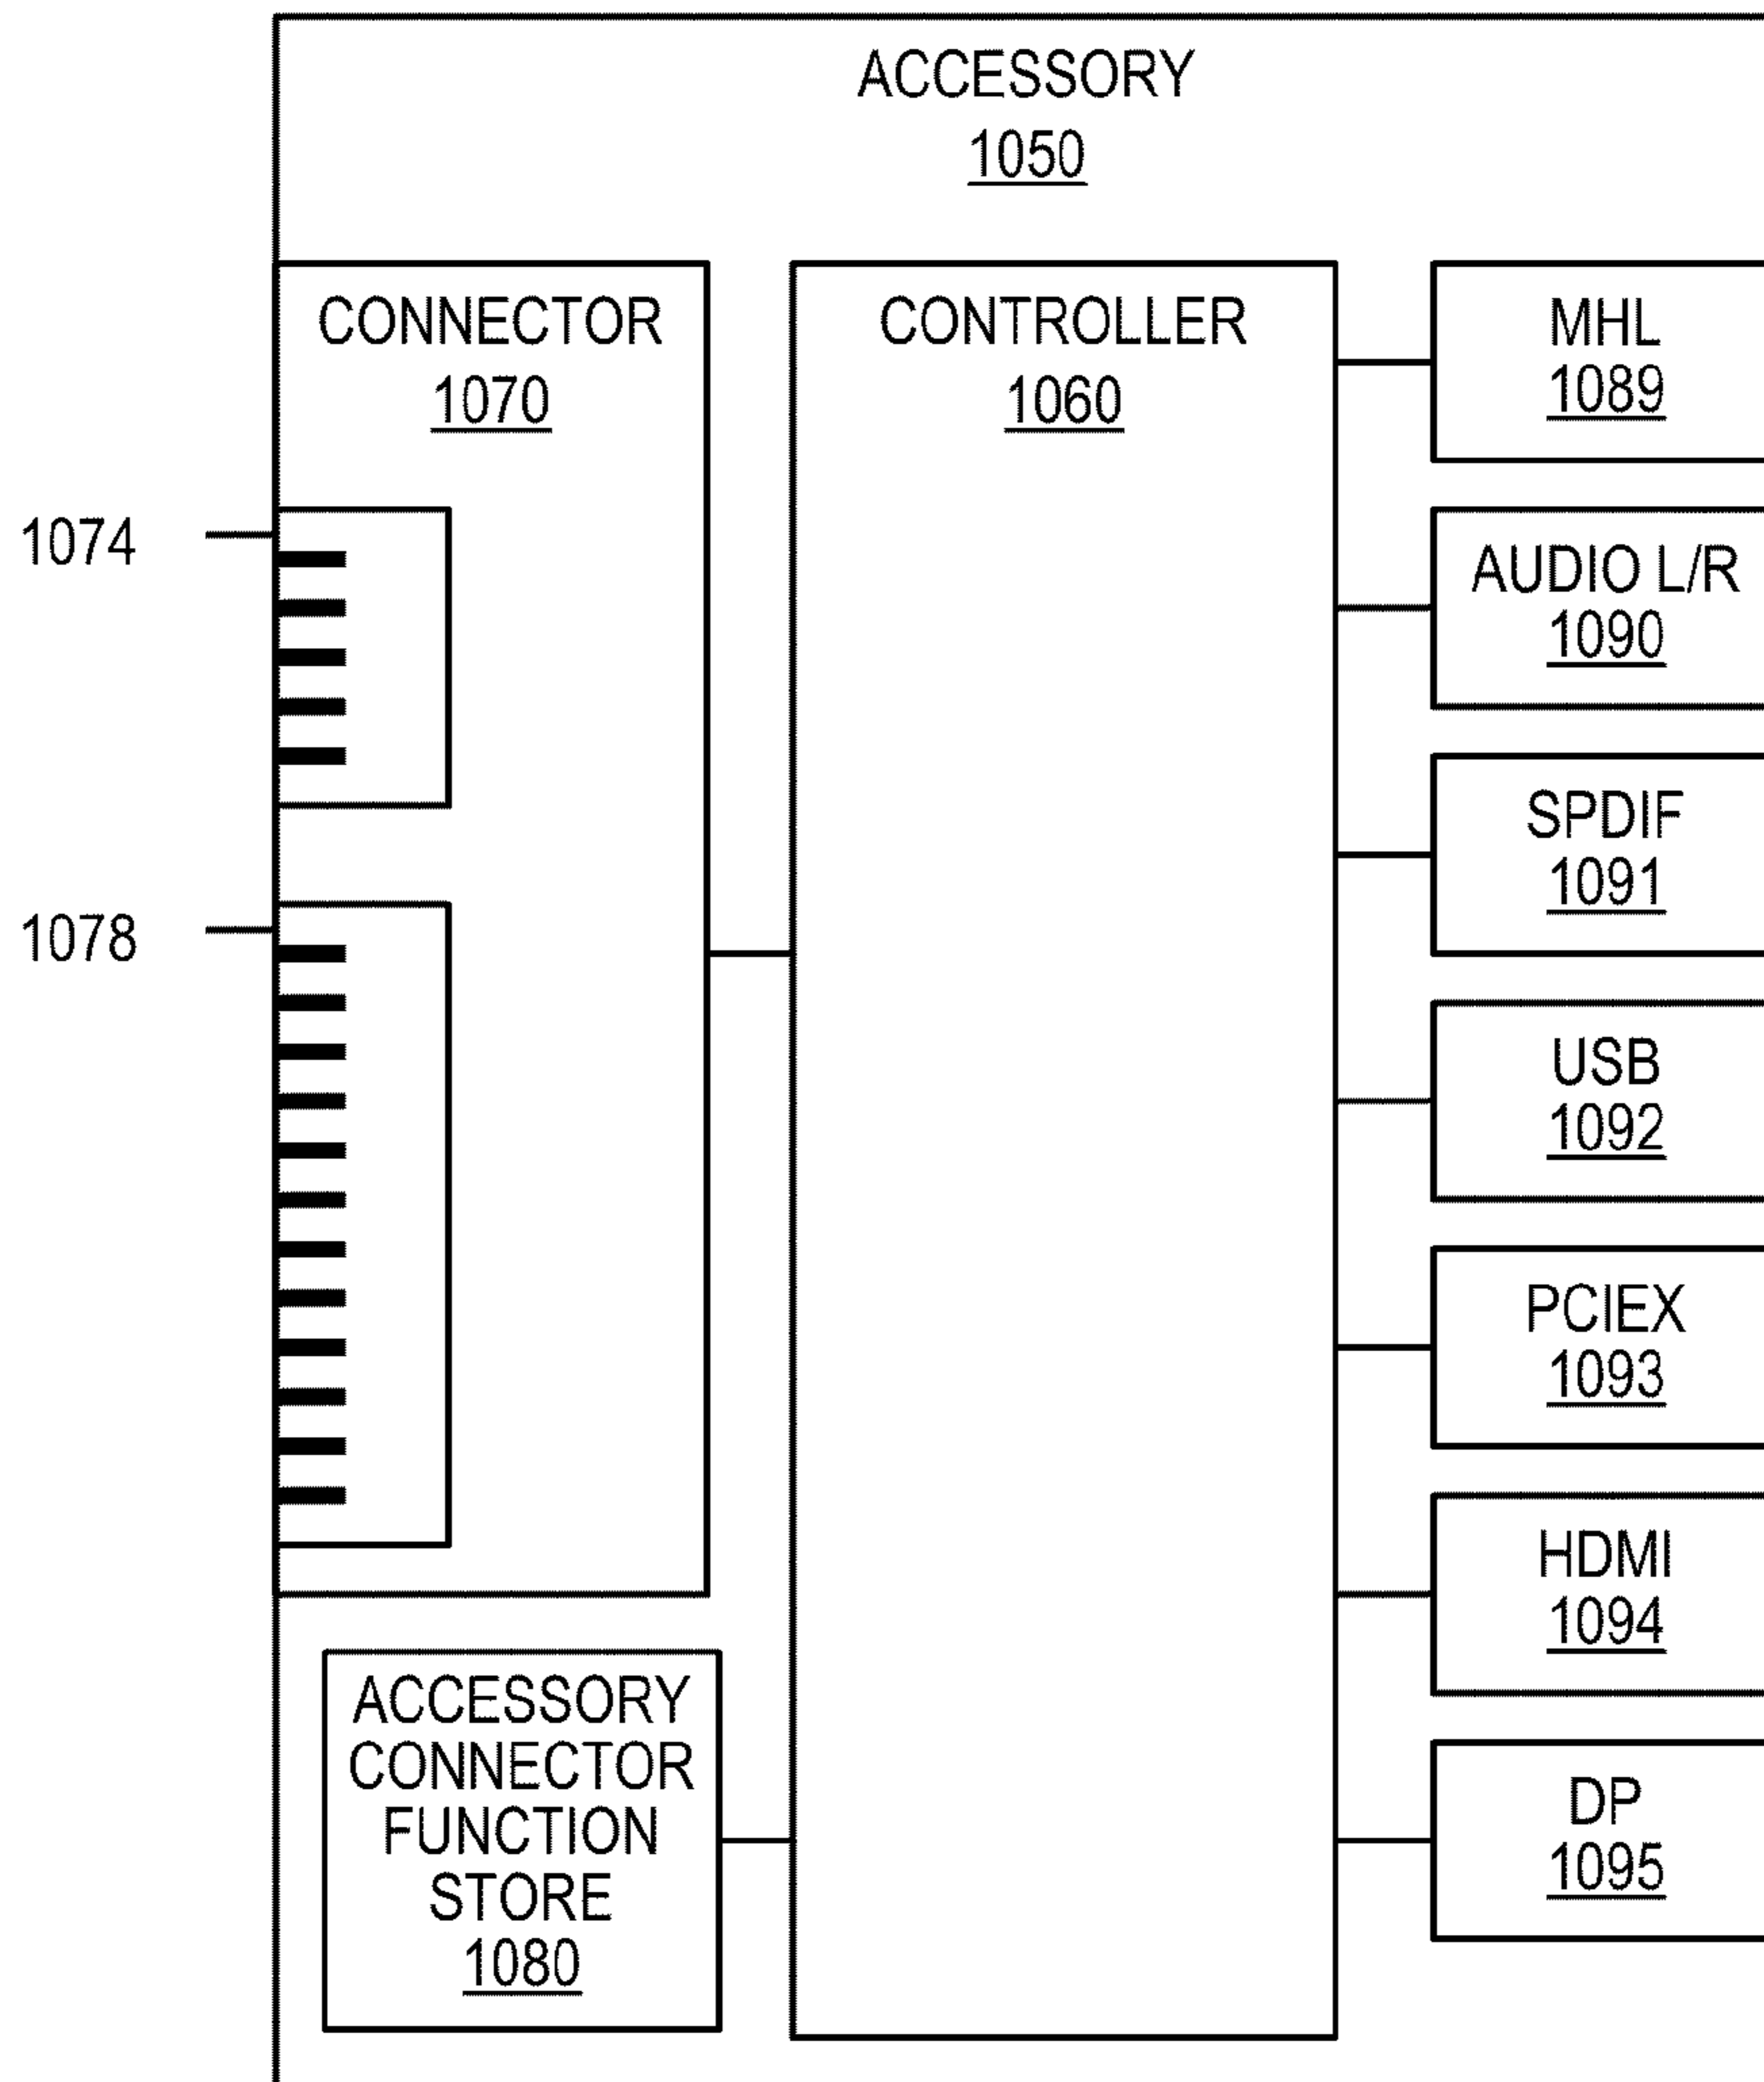 ACCESSORY
1050
CONNECTOR
1070
1074
1078
CONTROLLER
1060
MHL
1089
AUDIO L/R
1090
SPDIF
1091
USB
1092
PCIEX
1093
HDMI
1094
DP
1095
ACCESSORY
CONNECTOR
FUNCTION
STORE
1080